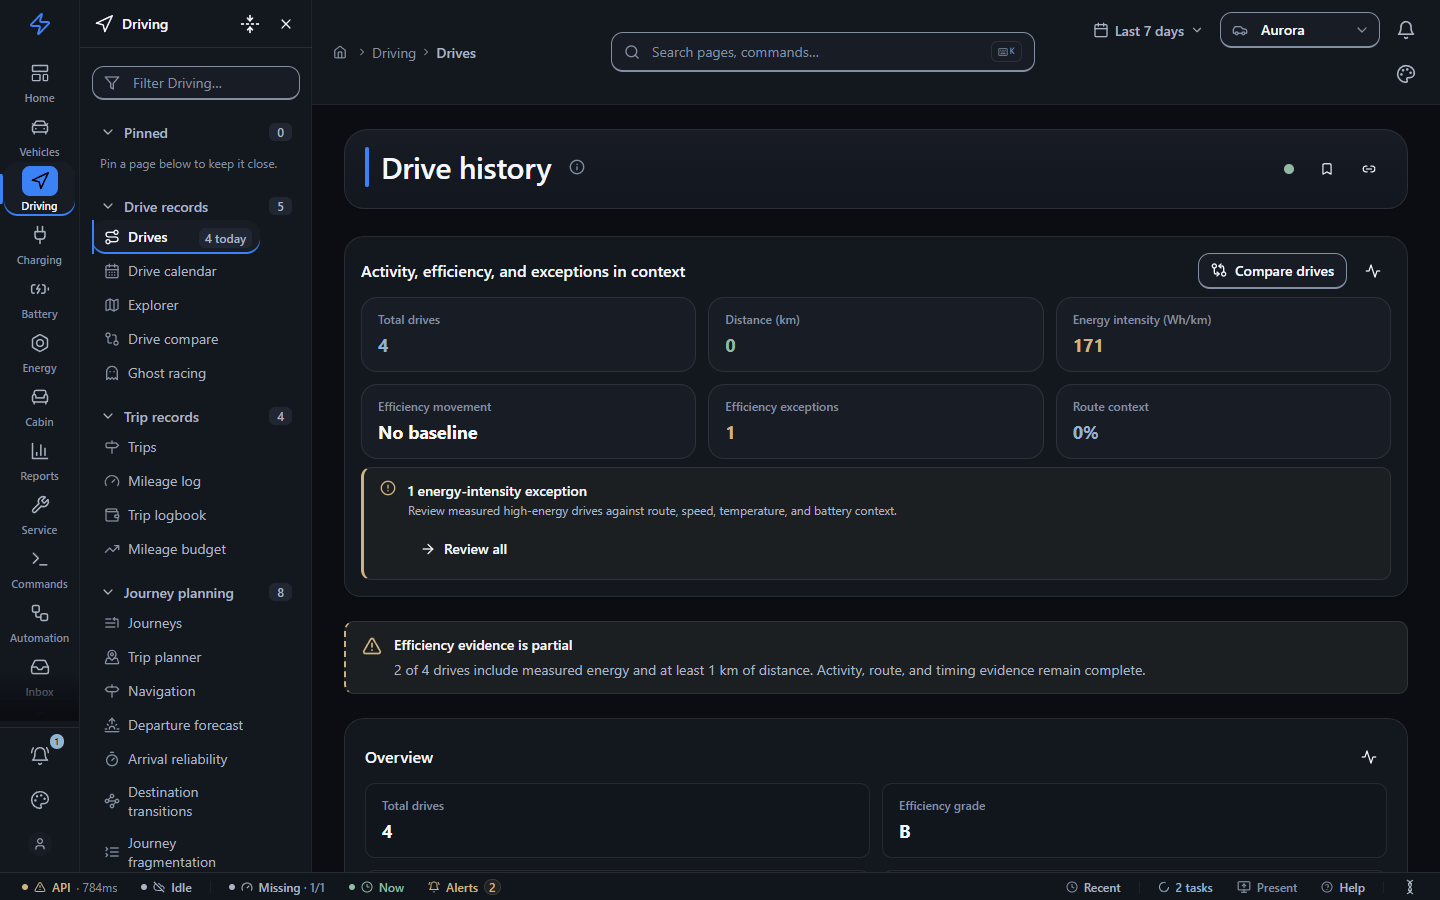 Home
Vehicles
Driving
Charging
Battery
Energy
Cabin
Reports
Service
Commands
Automation
Inbox
1
Driving
Filter Driving...
Pinned 0
Pin a page below to keep it close.
Drive records 5
Drives 4 today
Drive calendar
Explorer
Drive compare
Ghost racing
Trip records 4
Trips
Mileage log
Trip logbook
Mileage budget
Journey planning 8
Journeys
Trip planner
Navigation
Departure forecast
Arrival reliability
Destination
transitions
Journey
fragmentation
Driving Drives
Search pages, commands... K
Last 7 days
Aurora
Drive history
Activity, efficiency, and exceptions in context
Compare drives
Total drives
4
Distance (km)
0
Energy intensity (Wh/km)
171
Efficiency movement
No baseline
Efficiency exceptions
1
Route context
0%
1 energy-intensity exception
Review measured high-energy drives against route, speed, temperature, and battery context.
Review all
Efficiency evidence is partial
2 of 4 drives include measured energy and at least 1 km of distance. Activity, route, and timing evidence remain complete.
Overview
Total drives
4
Efficiency grade
B
API · 784ms Idle Missing · 1/1 Now Alerts 2 Recent 2 tasks Present Help